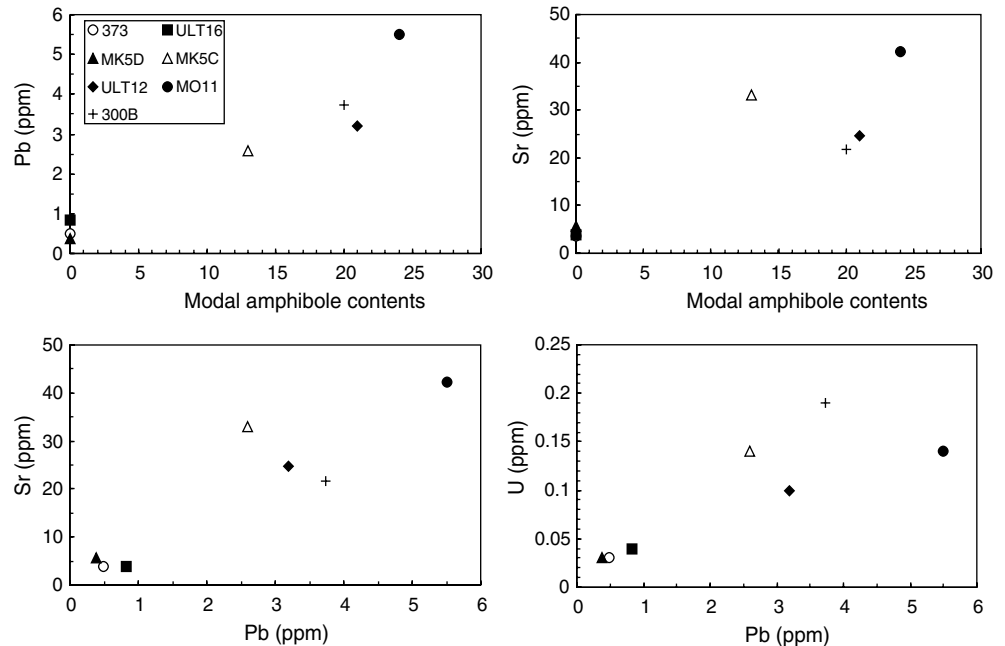 6
5
4
3
2
1
0
Pb (ppm)
373 ULT16
MK5D MK5C
ULT12 MO11
300B
0 5 10 15 20 25 30
Modal amphibole contents
50
40
30
20
10
0
Sr (ppm)
0 5 10 15 20 25 30
Modal amphibole contents
50
40
30
20
10
0
Sr (ppm)
0 1 2 3 4 5 6
Pb (ppm)
0.25
0.2
0.15
0.1
0.05
0
U (ppm)
0 1 2 3 4 5 6
Pb (ppm)